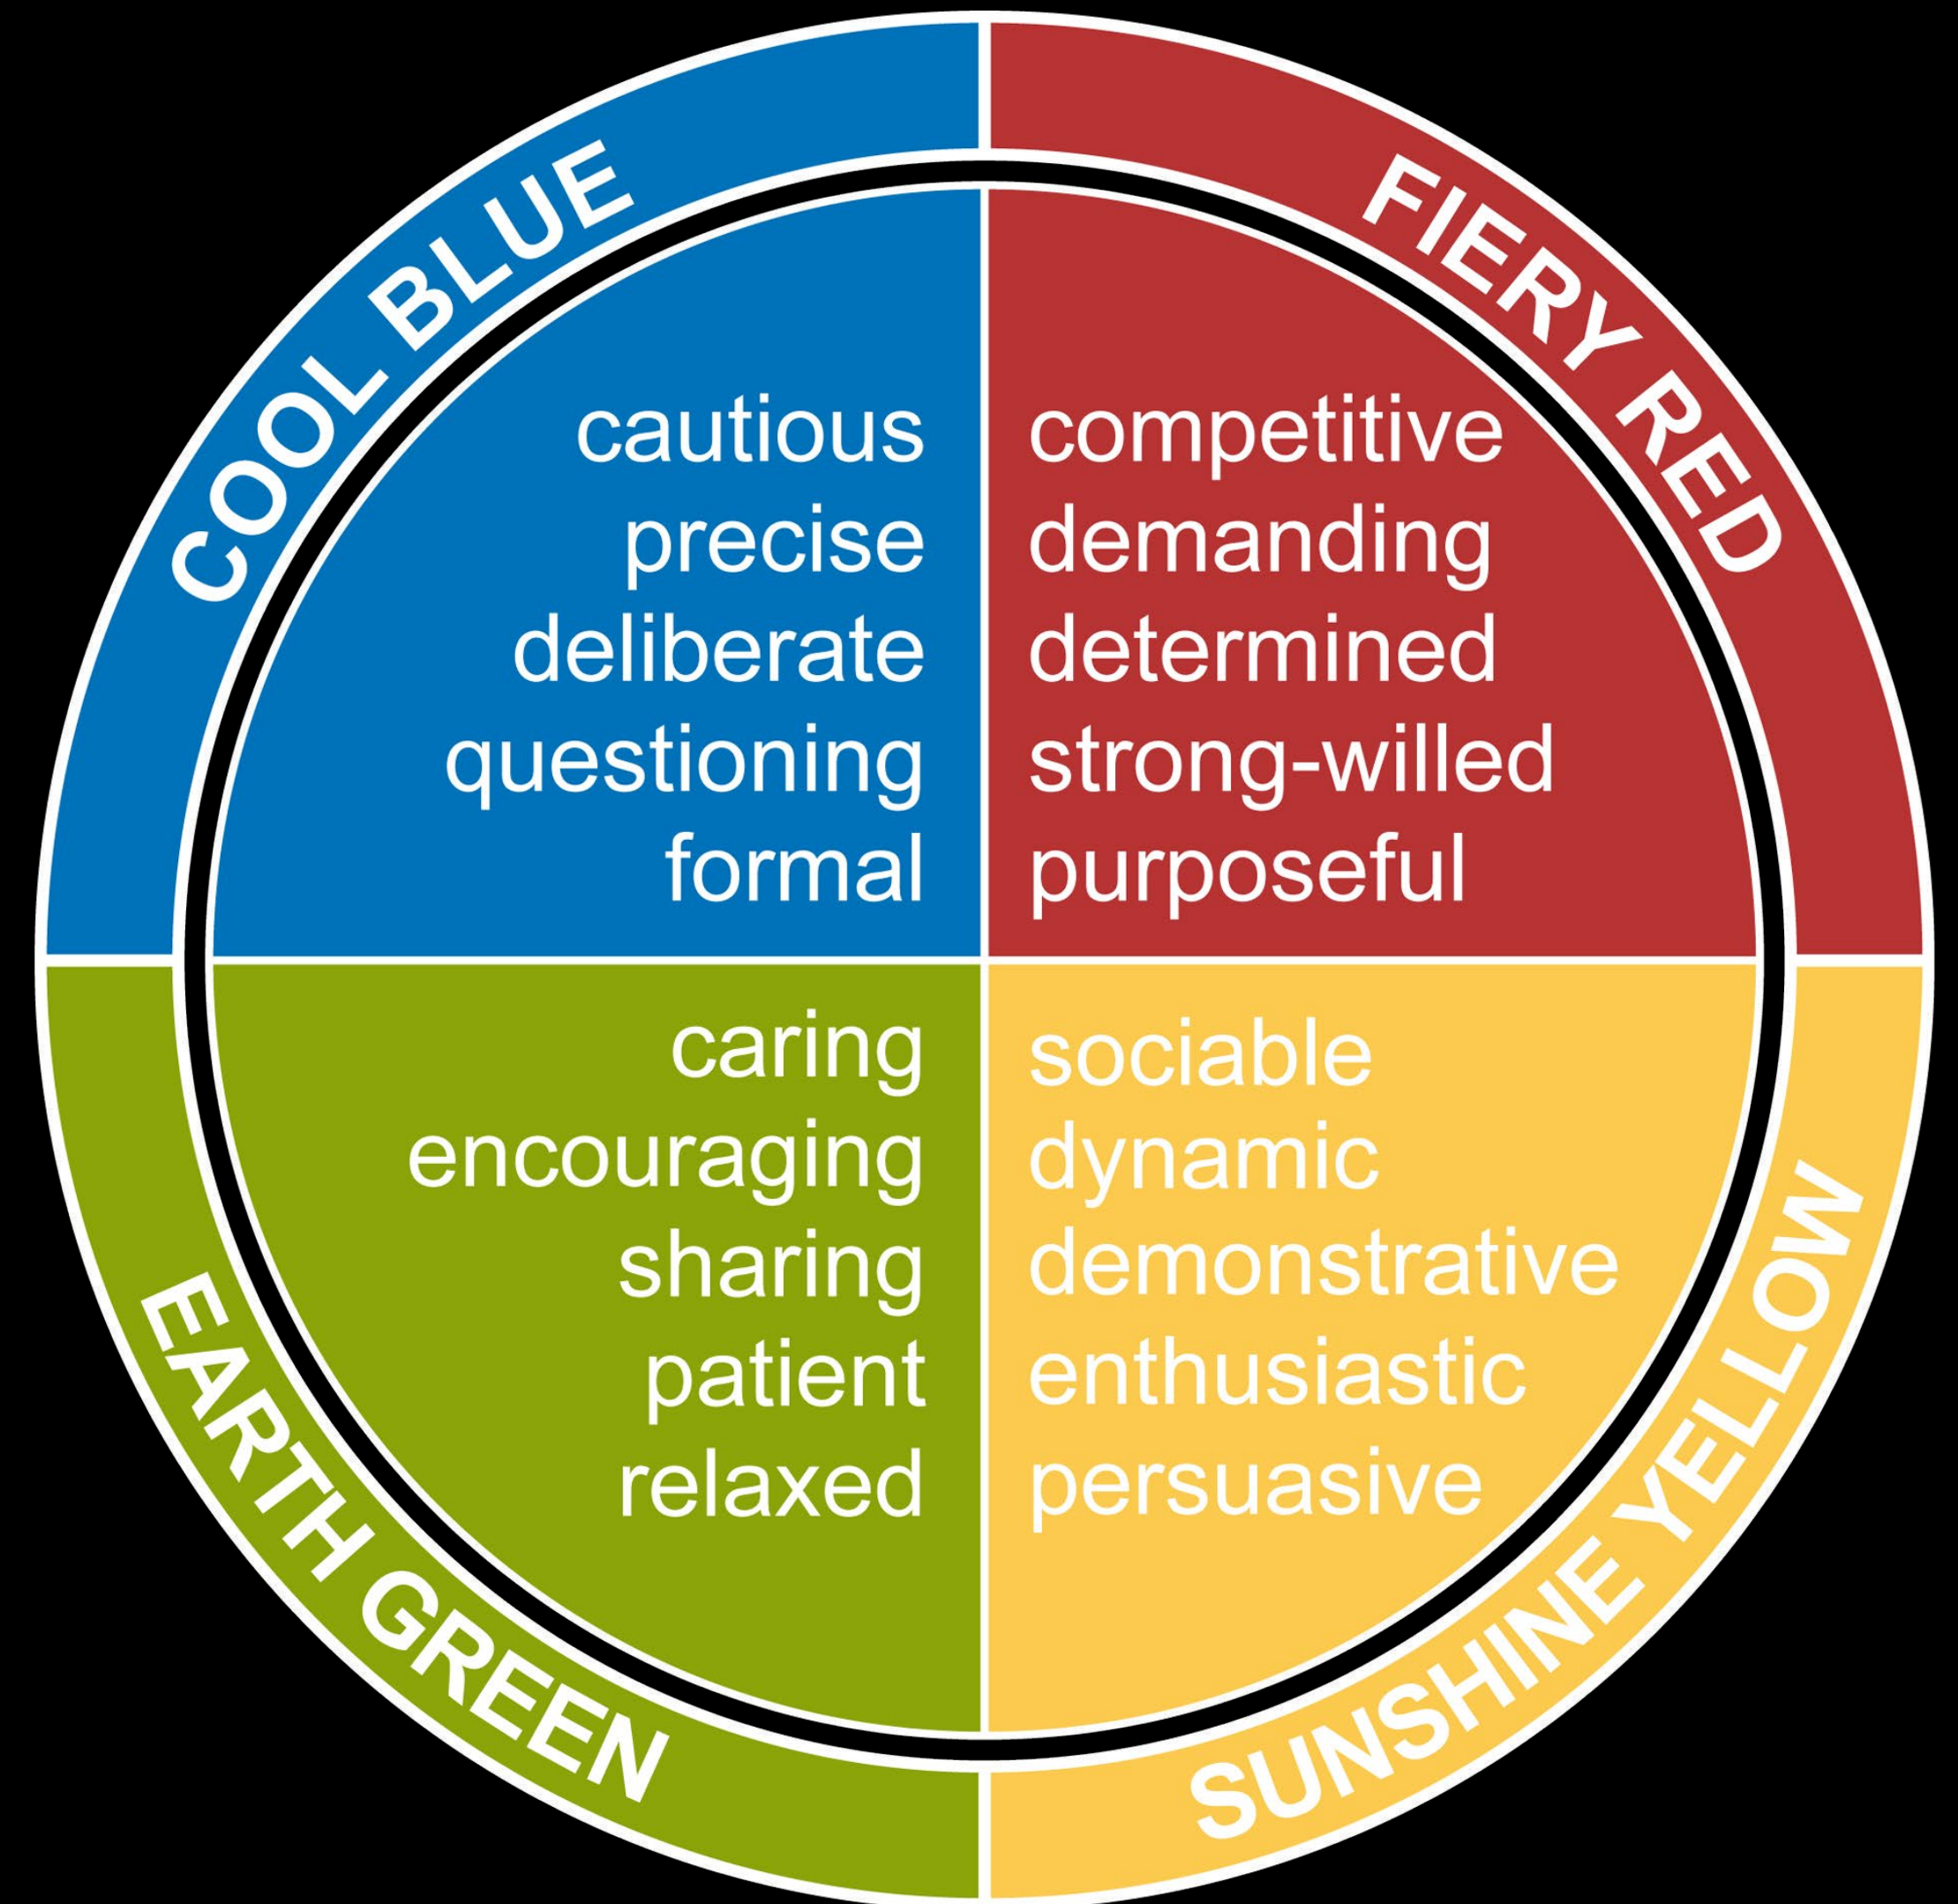 COOL BLUE
cautious
precise
deliberate
questioning
formal
FIERY RED
competitive
demanding
determined
strong-willed
purposeful
EARTH GREEN
caring
encouraging
sharing
patient
relaxed
SUNSHINE YELLOW
sociable
dynamic
demonstrative
enthusiastic
persuasive